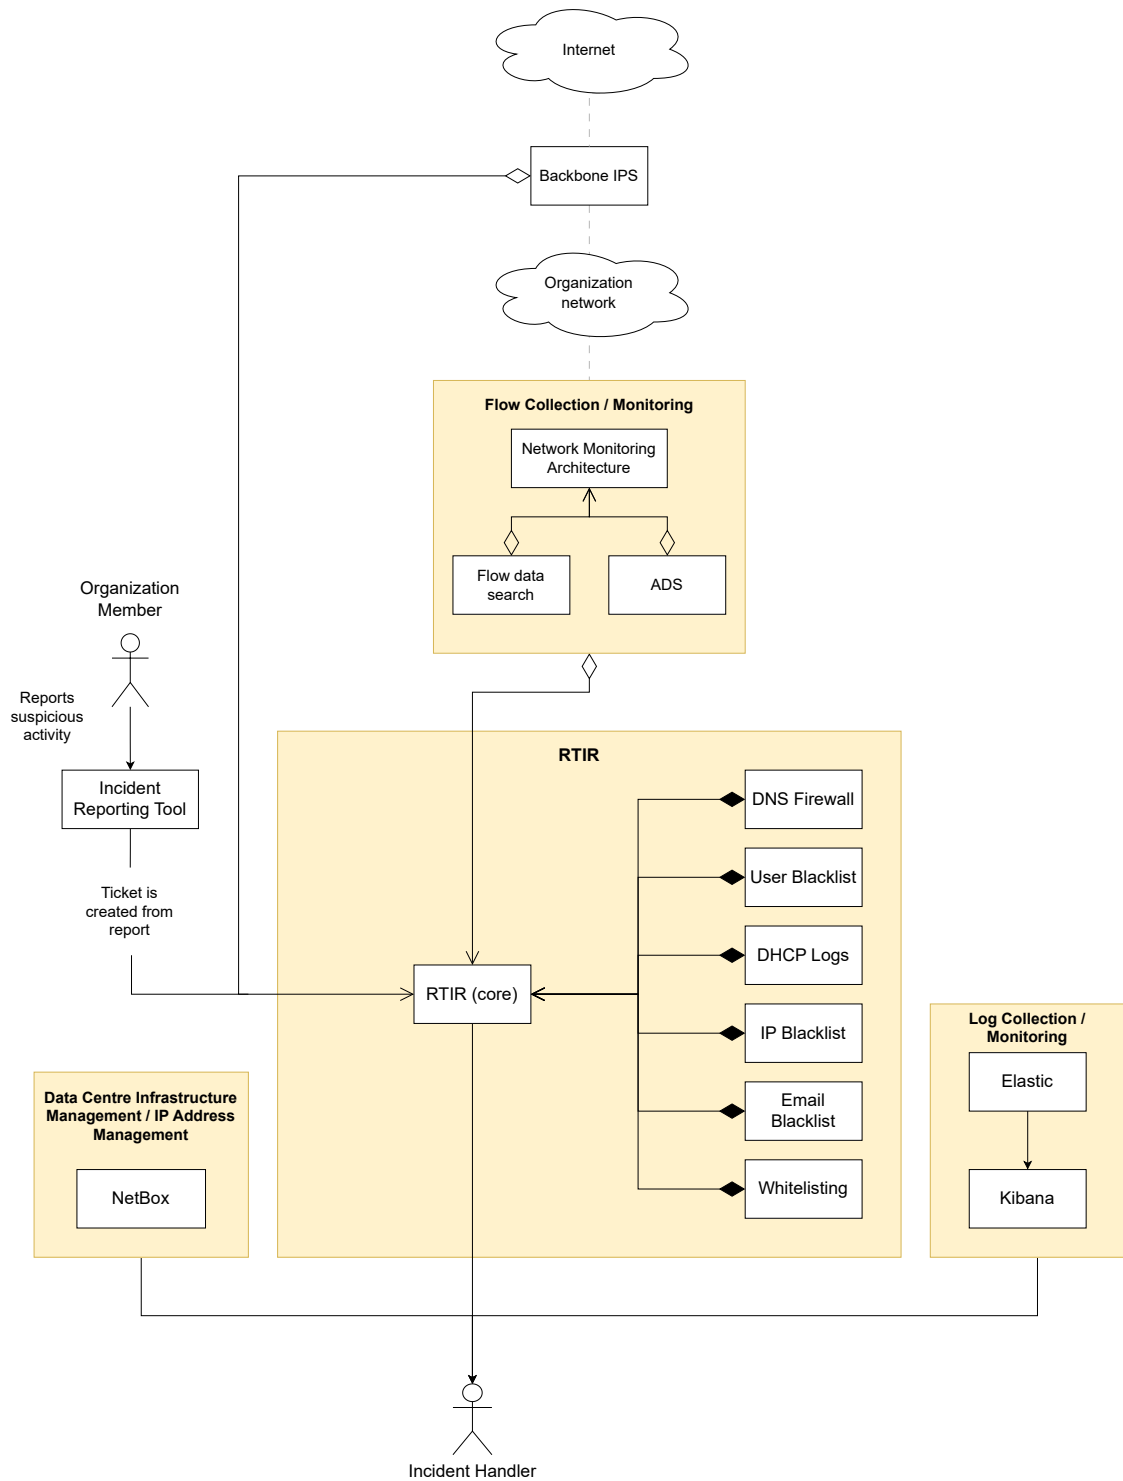 Internet
Backbone IPS
Organization
network
Flow Collection / Monitoring
Network Monitoring
Architecture
Flow data
search
ADS
Organization
Member
Reports
suspicious
activity
Incident
Reporting Tool
Ticket is
created from
report
RTIR
DNS Firewall
User Blacklist
DHCP Logs
RTIR (core)
IP Blacklist
Email
Blacklist
Whitelisting
Log Collection /
Monitoring
Elastic
Kibana
Data Centre Infrastructure
Management / IP Address
Management
NetBox
Incident Handler